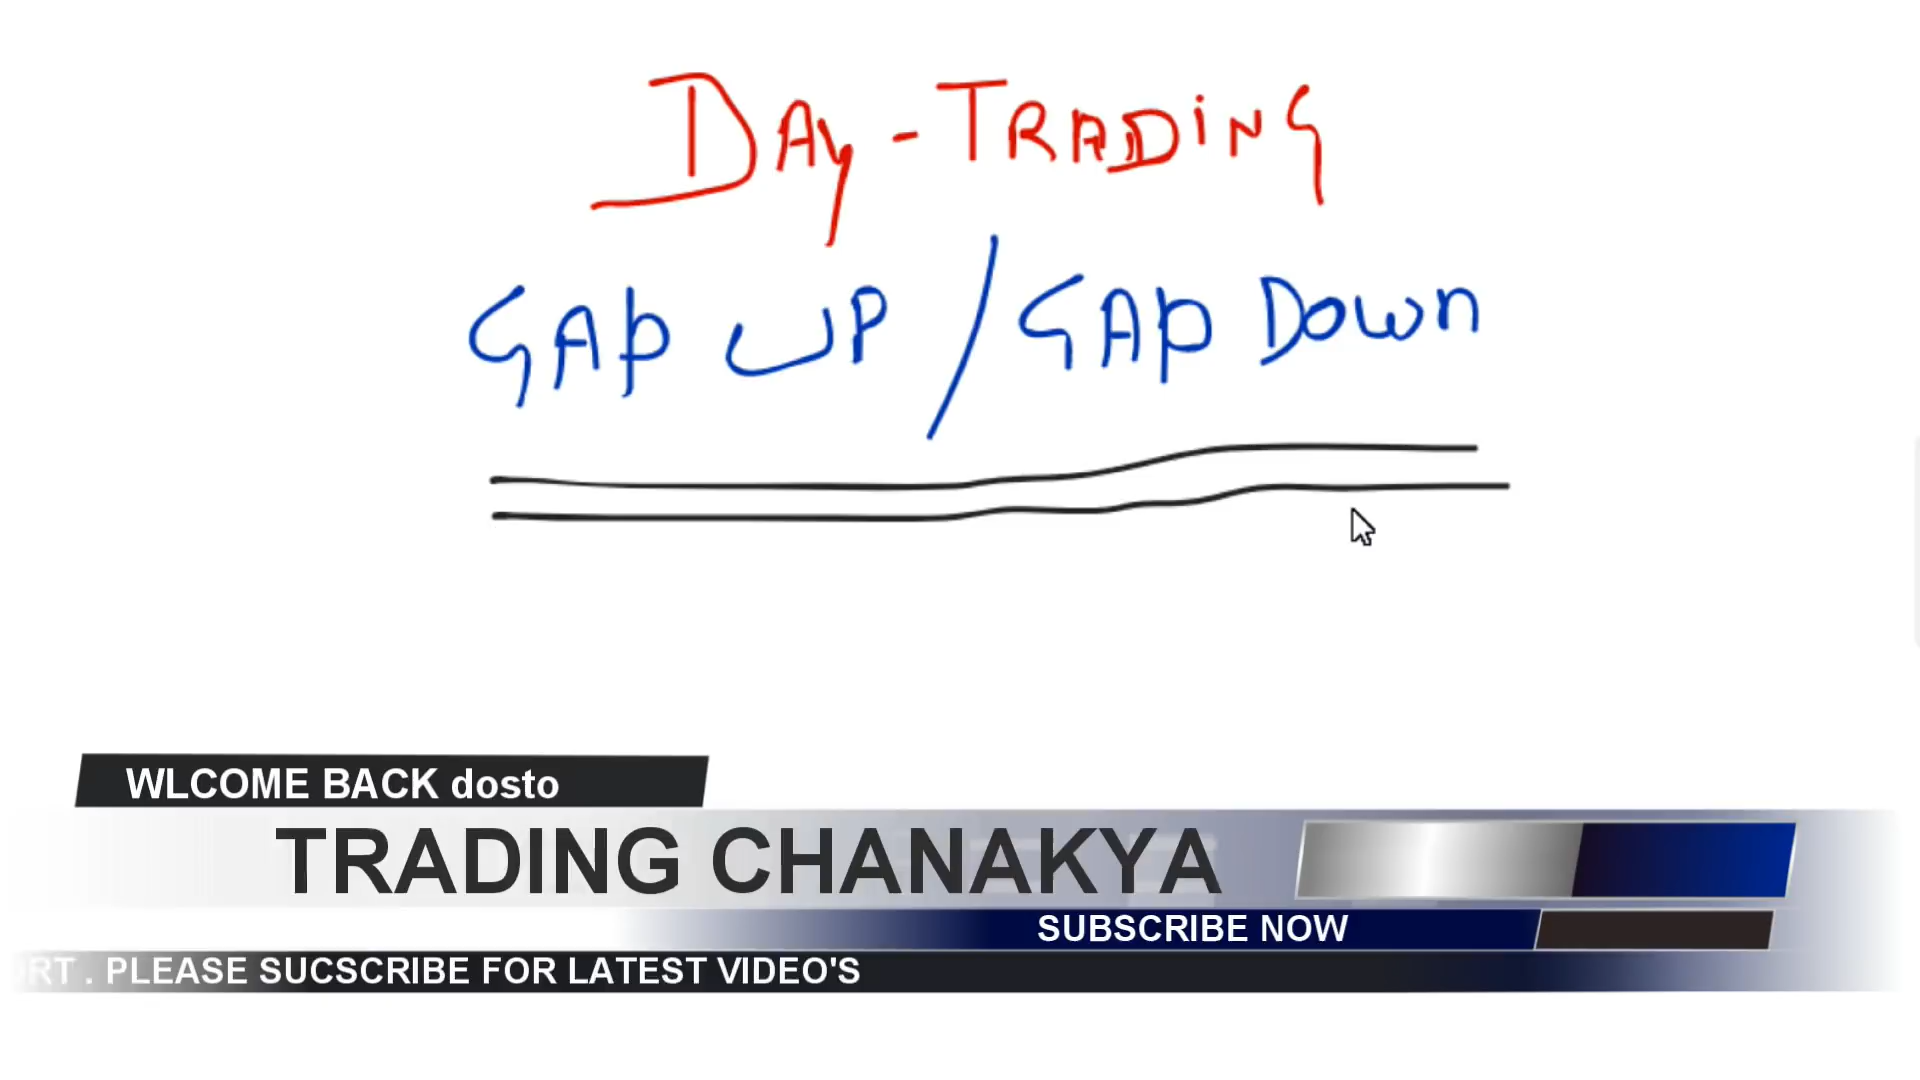 DAy - TRADiNG
GAP UP / GAP DOwn
WLCOME BACK dosto
TRADING CHANAKYA
SUBSCRIBE NOW
RT . PLEASE SUCSCRIBE FOR LATEST VIDEO'S